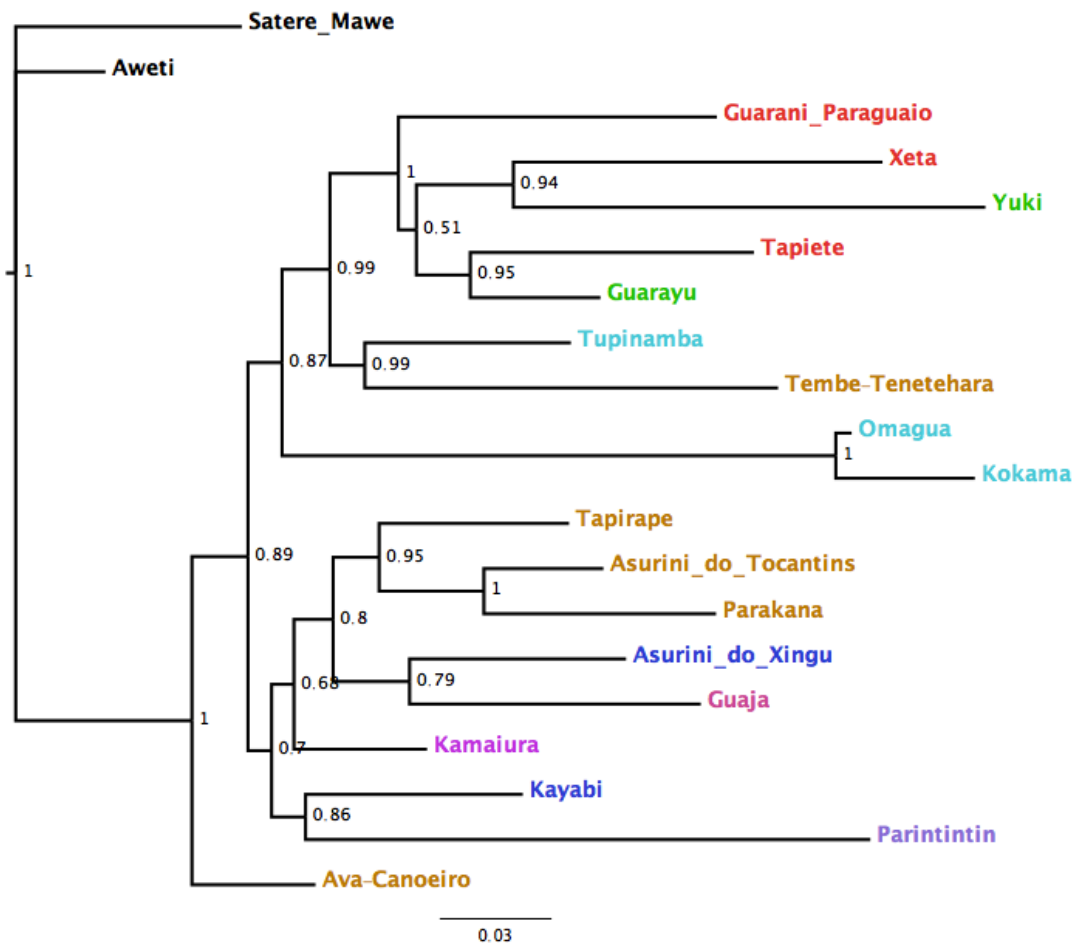 Satere_Mawe
Aweti
Guarani_Paraguaio
Xeta
1
0.94
Yuki
0.51
Tapiete
1
0.99
0.95
Guarayu
Tupinamba
0.87
0.99
Tembe-Tenetehara
Omagua
1
Kokama
Tapirape
0.89
0.95
Asurini_do_Tocantins
1
Parakana
0.8
Asurini_do_Xingu
0.68
0.79
Guaja
1
Kamaiura
0.7
Kayabi
0.86
Parintintin
Ava-Canoeiro
0.03